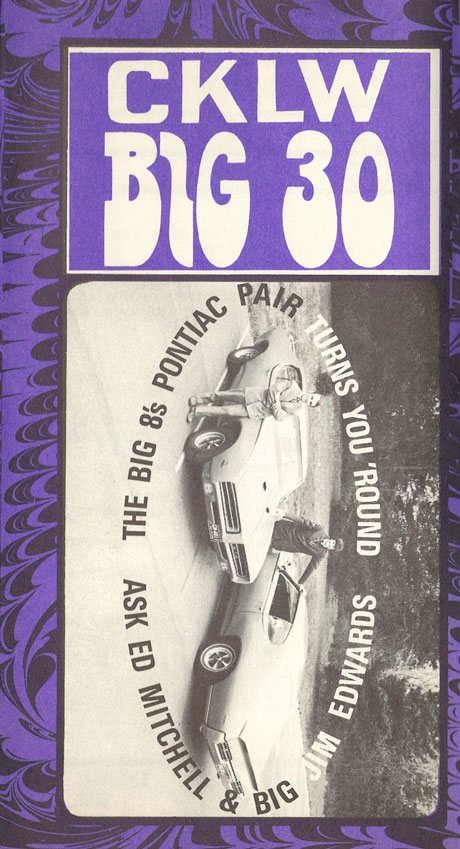 CKLW
BIG 30
THE BIG 8's PONTIAC PAIR TURNS YOU 'ROUND
ASK ED MITCHELL & BIG JIM EDWARDS